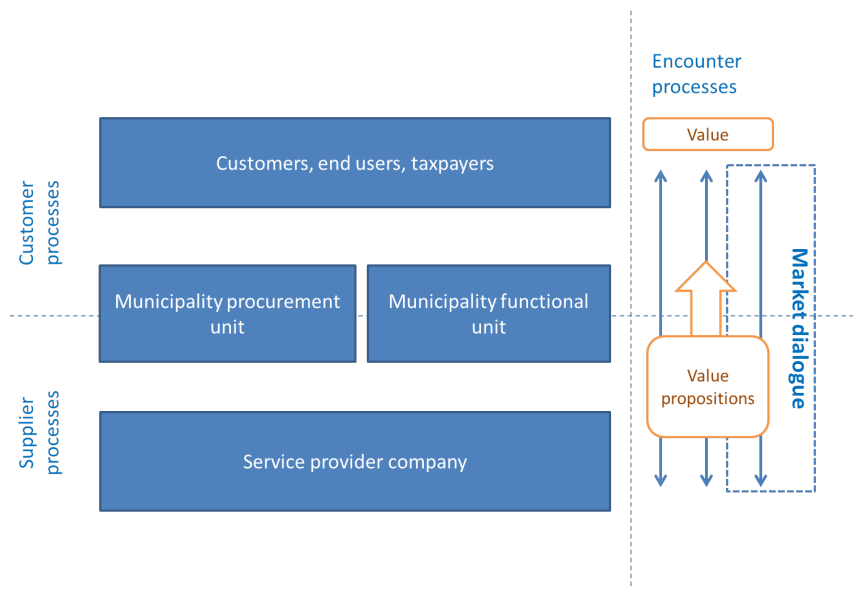 Encounter
processes
Value
Customers, end users, taxpayers
Customer
processes
Municipality procurement
unit
Municipality functional
unit
Market dialogue
Value
propositions
Supplier
processes
Service provider company